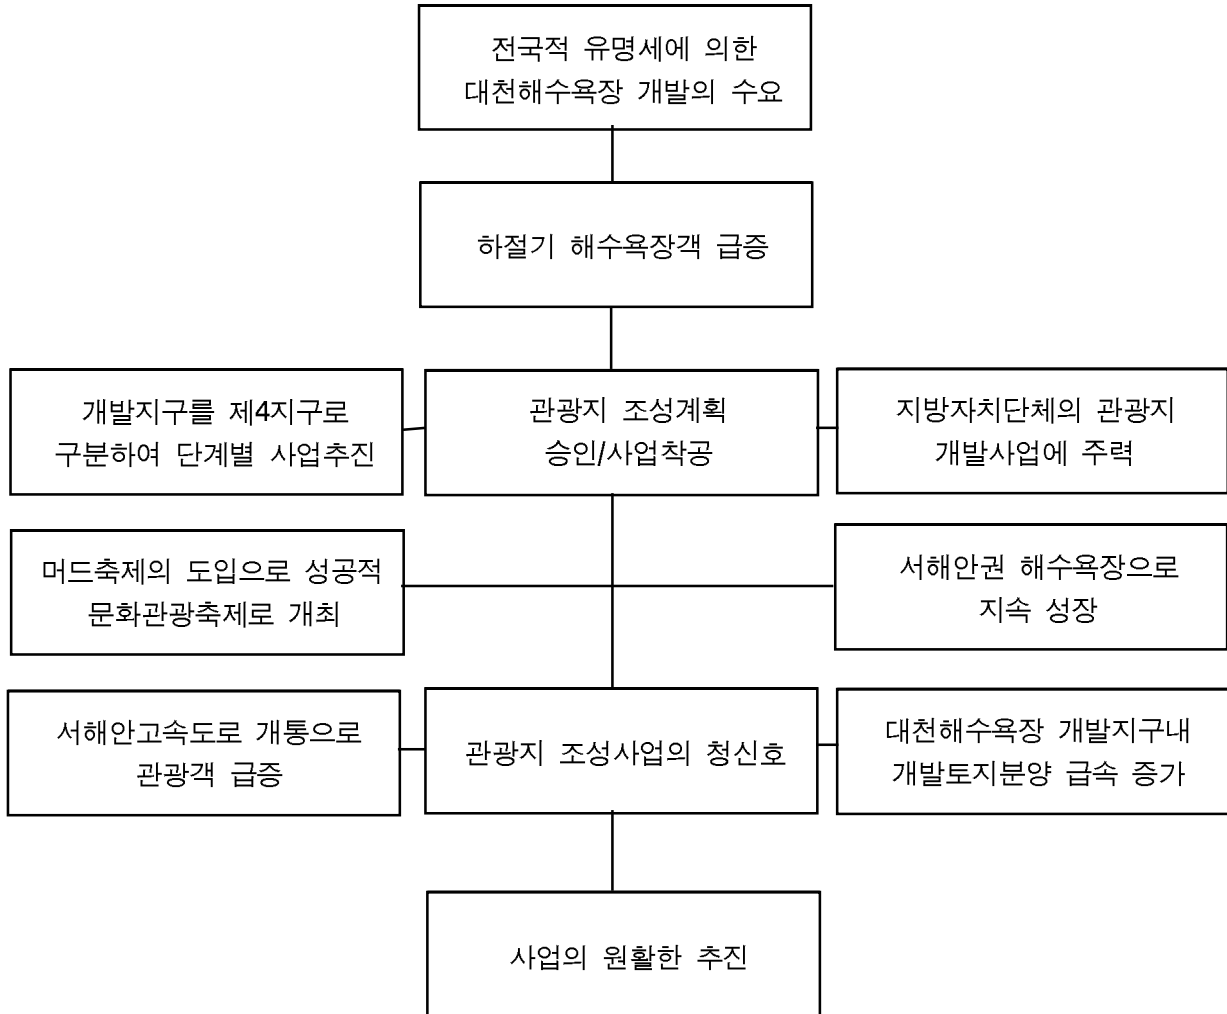 전국적 유명세에 의한
대천해수욕장 개발의 수요
하절기 해수욕장객 급증
개발지구를 제4지구로
구분하여 단계별 사업추진
관광지 조성계획
승인/사업착공
지방자치단체의 관광지
개발사업에 주력
머드축제의 도입으로 성공적
문화관광축제로 개최
서해안권 해수욕장으로
지속 성장
서해안고속도로 개통으로
관광객 급증
관광지 조성사업의 청신호
대천해수욕장 개발지구내
개발토지분양 급속 증가
사업의 원활한 추진